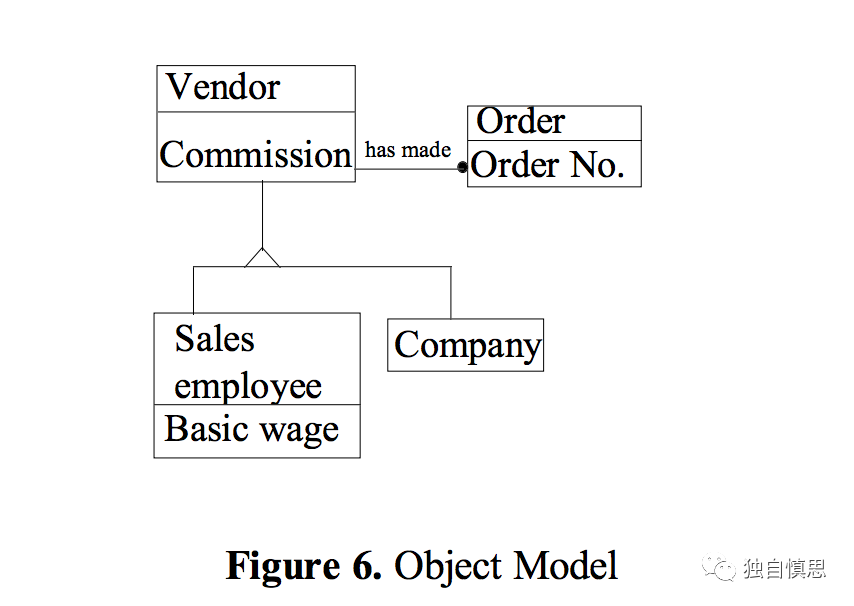 Vendor
Commission
has made
Order
Order No.
Sales
employee
Basic wage
Company
Figure 6. Object Model
独自慎思